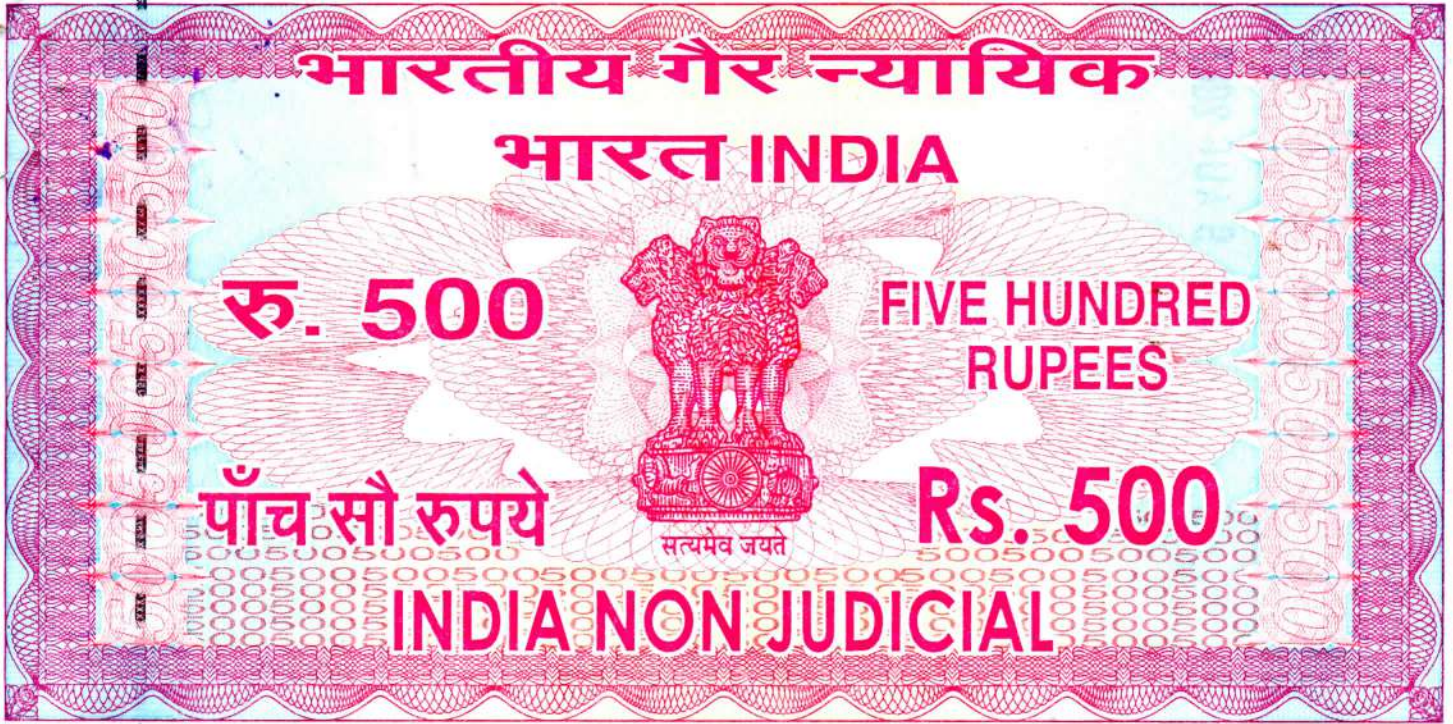 भारतीय गैर न्यायिक
भारत INDIA
रु. 500
FIVE HUNDRED
RUPEES
पाँच सौ रुपये
सत्यमेव जयते
Rs. 500
INDIA NON JUDICIAL